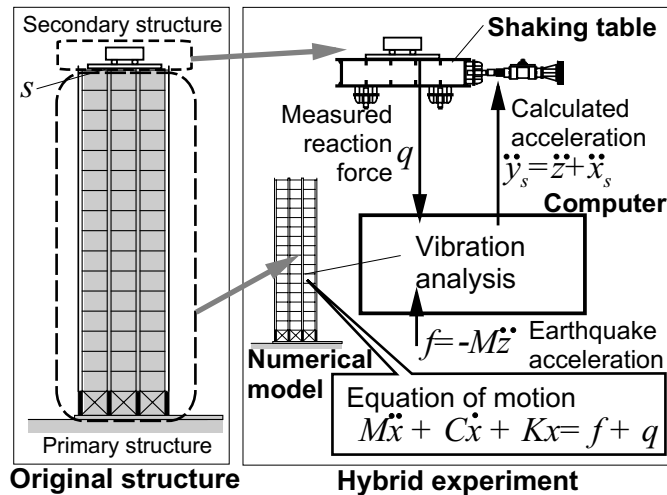 Secondary structure
s
Primary structure
Original structure
Shaking table
Measured
reaction
force
q
Calculated
acceleration
ÿₛ= z̈+ẍₛ
Computer
Vibration
analysis
f=-Mz̈
Earthquake
acceleration
Numerical
model
Equation of motion
Mẍ + Cẋ + Kx= f + q
Hybrid experiment